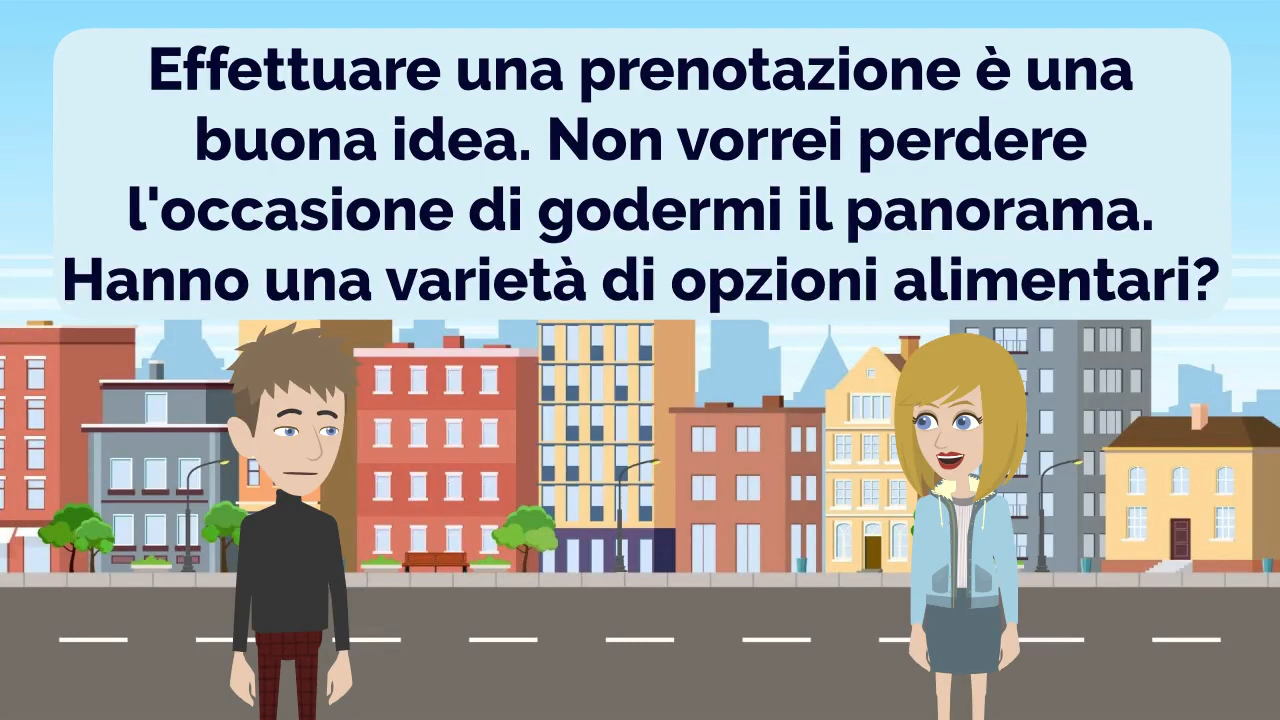 Effettuare una prenotazione è una
buona idea. Non vorrei perdere
l'occasione di godermi il panorama.
Hanno una varietà di opzioni alimentari?